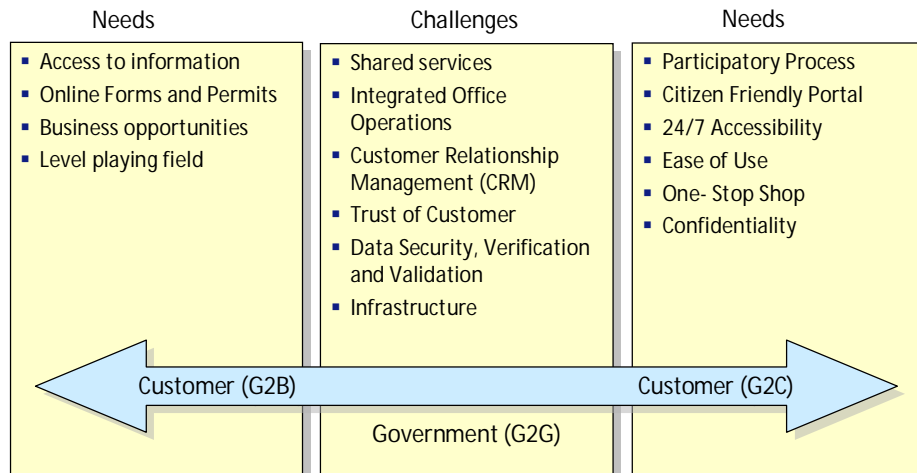 Needs
Challenges
Needs
▪ Access to information
▪ Online Forms and Permits
▪ Business opportunities
▪ Level playing field
▪ Shared services
▪ Integrated Office
Operations
▪ Customer Relationship
Management (CRM)
▪ Trust of Customer
▪ Data Security, Verification
and Validation
▪ Infrastructure
▪ Participatory Process
▪ Citizen Friendly Portal
▪ 24/7 Accessibility
▪ Ease of Use
▪ One- Stop Shop
▪ Confidentiality
Customer (G2B)
Customer (G2C)
Government (G2G)